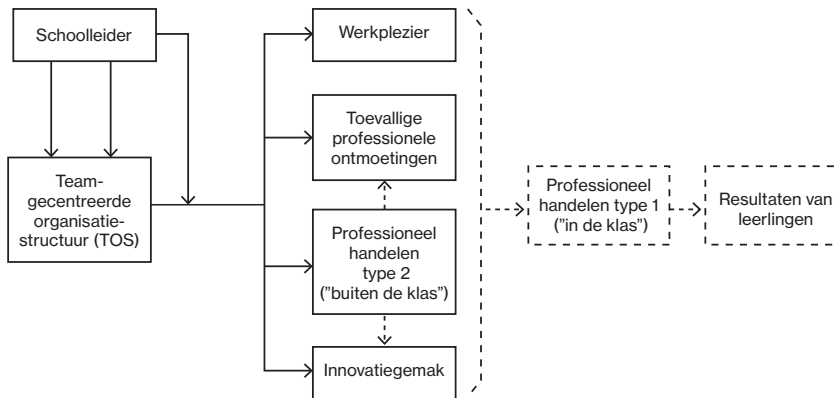 Schoolleider
Team-
gecentreerde
organisatie-
structuur (TOS)
Werkplezier
Toevallige
professionele
ontmoetingen
Professioneel
handelen
type 2
("buiten de klas")
Innovatiegemak
Professioneel
handelen type 1
("in de klas")
Resultaten van
leerlingen